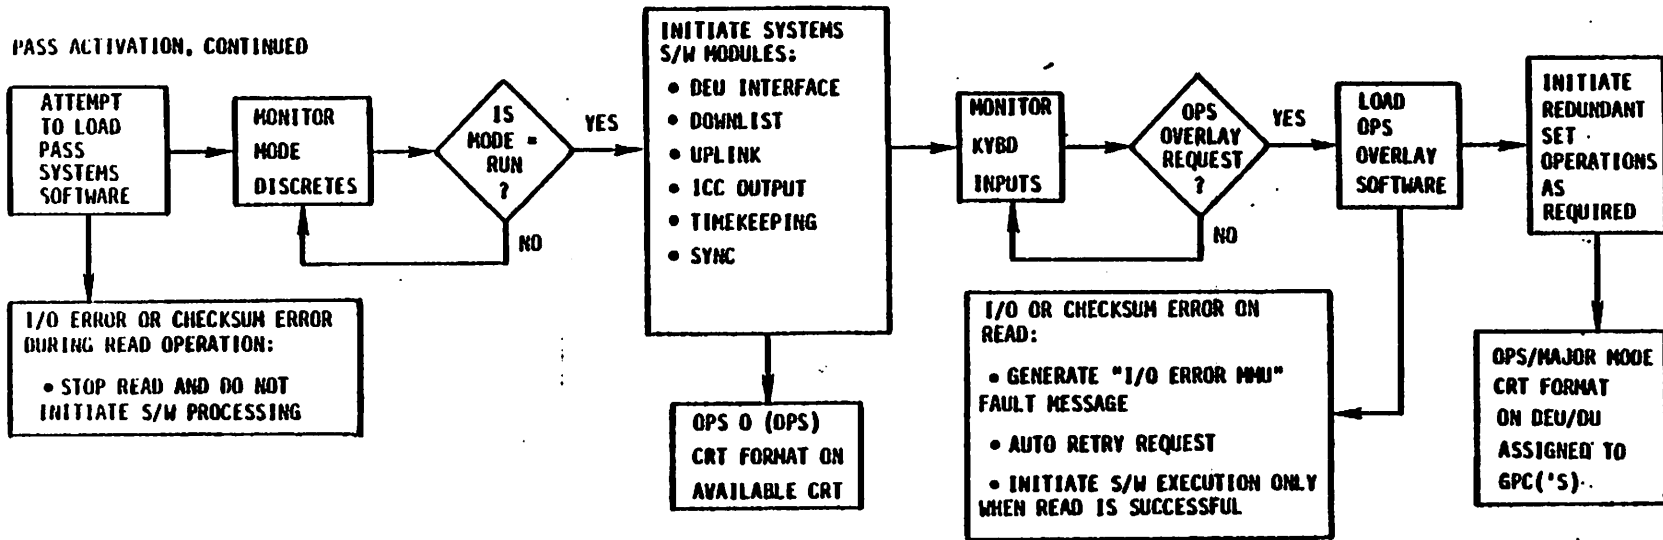 PASS ACTIVATION, CONTINUED
ATTEMPT
TO LOAD
PASS
SYSTEMS
SOFTWARE
MONITOR
MODE
DISCRETES
IS
MODE =
RUN
?
YES
NO
INITIATE SYSTEMS
S/W MODULES:
• DEU INTERFACE
• DOWNLIST
• UPLINK
• ICC OUTPUT
• TIMEKEEPING
• SYNC
MONITOR
KYBD
INPUTS
OPS
OVERLAY
REQUEST
?
YES
NO
LOAD
OPS
OVERLAY
SOFTWARE
INITIATE
REDUNDANT
SET
OPERATIONS
AS
REQUIRED
I/O ERROR OR CHECKSUM ERROR
DURING READ OPERATION:
• STOP READ AND DO NOT
INITIATE S/W PROCESSING
OPS 0 (OPS)
CRT FORMAT ON
AVAILABLE CRT
I/O OR CHECKSUM ERROR ON
READ:
• GENERATE "I/O ERROR MMU"
FAULT MESSAGE
• AUTO RETRY REQUEST
• INITIATE S/W EXECUTION ONLY
WHEN READ IS SUCCESSFUL
OPS/MAJOR MODE
CRT FORMAT
ON DEU/DU
ASSIGNED TO
GPC('S)